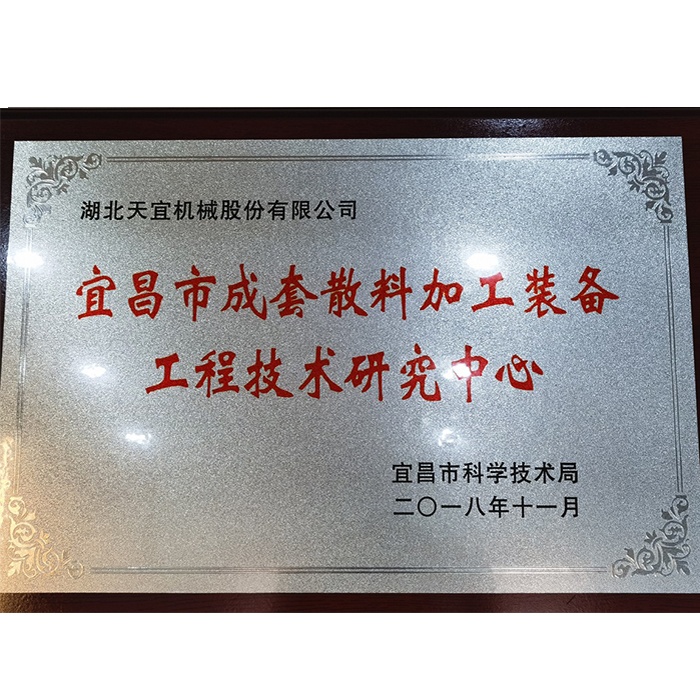 湖北天宜机械股份有限公司
宜昌市成套散料加工装备
工程技术研究中心
宜昌市科学技术局
二〇一八年十一月